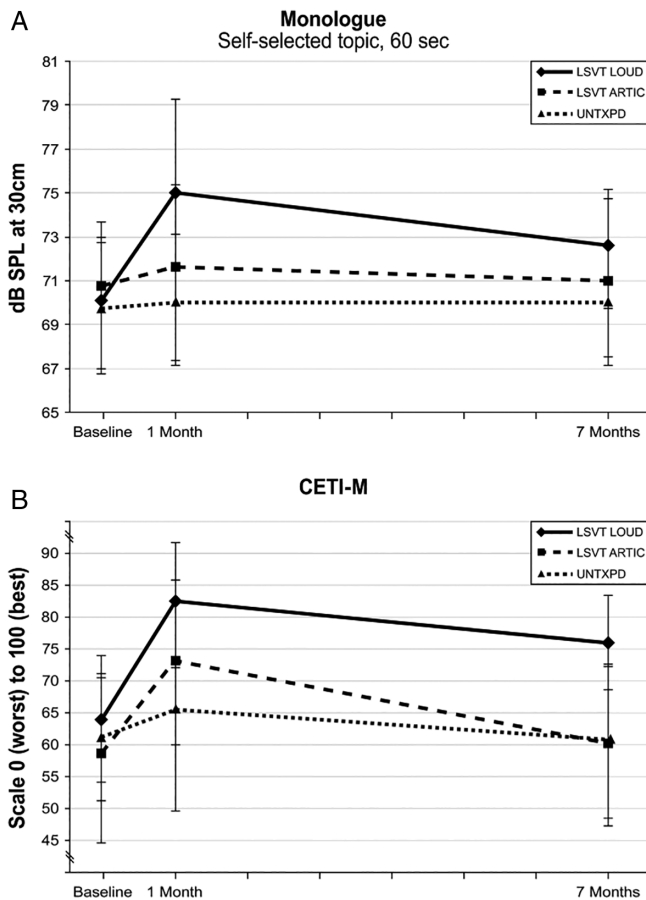 A
Monologue
Self-selected topic, 60 sec
LSVT LOUD
LSVT ARTIC
UNTXPD
dB SPL at 30cm
81
79
77
75
73
71
69
67
65
Baseline 1 Month 7 Months
B
CETI-M
LSVT LOUD
LSVT ARTIC
UNTXPD
Scale 0 (worst) to 100 (best)
90
85
80
75
70
65
60
55
50
45
Baseline 1 Month 7 Months